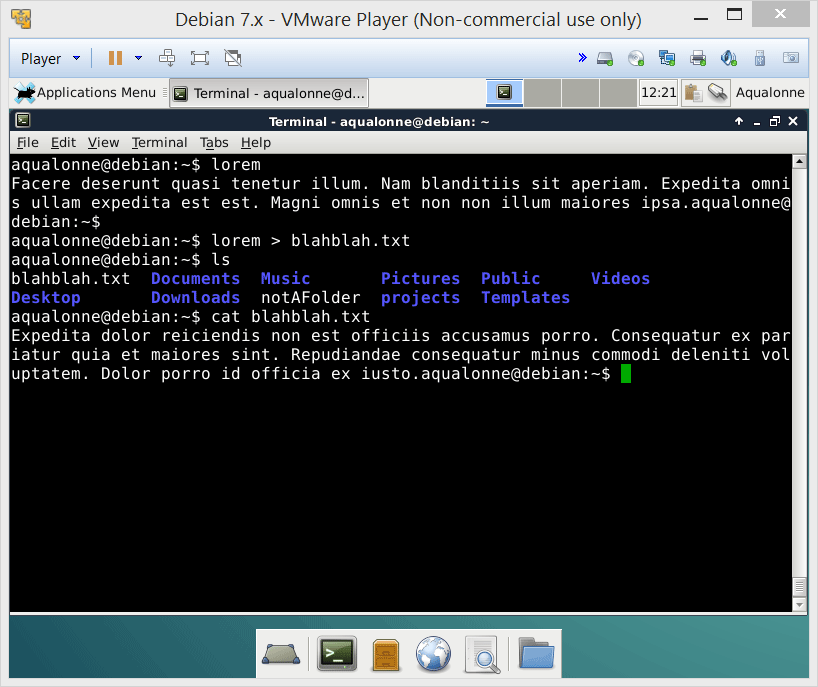 Debian 7.x - VMware Player (Non-commercial use only)
Player
Applications Menu Terminal - aqualonne@d... 12:21 Aqualonne
Terminal - aqualonne@debian: ~
File Edit View Terminal Tabs Help
aqualonne@debian:~$ lorem
Facere deserunt quasi tenetur illum. Nam blanditiis sit aperiam. Expedita omni
s ullam expedita est est. Magni omnis et non non illum maiores ipsa.aqualonne@
debian:~$
aqualonne@debian:~$ lorem > blahblah.txt
aqualonne@debian:~$ ls
blahblah.txt Documents Music Pictures Public Videos
Desktop Downloads notAFolder projects Templates
aqualonne@debian:~$ cat blahblah.txt
Expedita dolor reiciendis non est officiis accusamus porro. Consequatur ex par
iatur quia et maiores sint. Repudiandae consequatur minus commodi deleniti vol
uptatem. Dolor porro id officia ex iusto.aqualonne@debian:~$